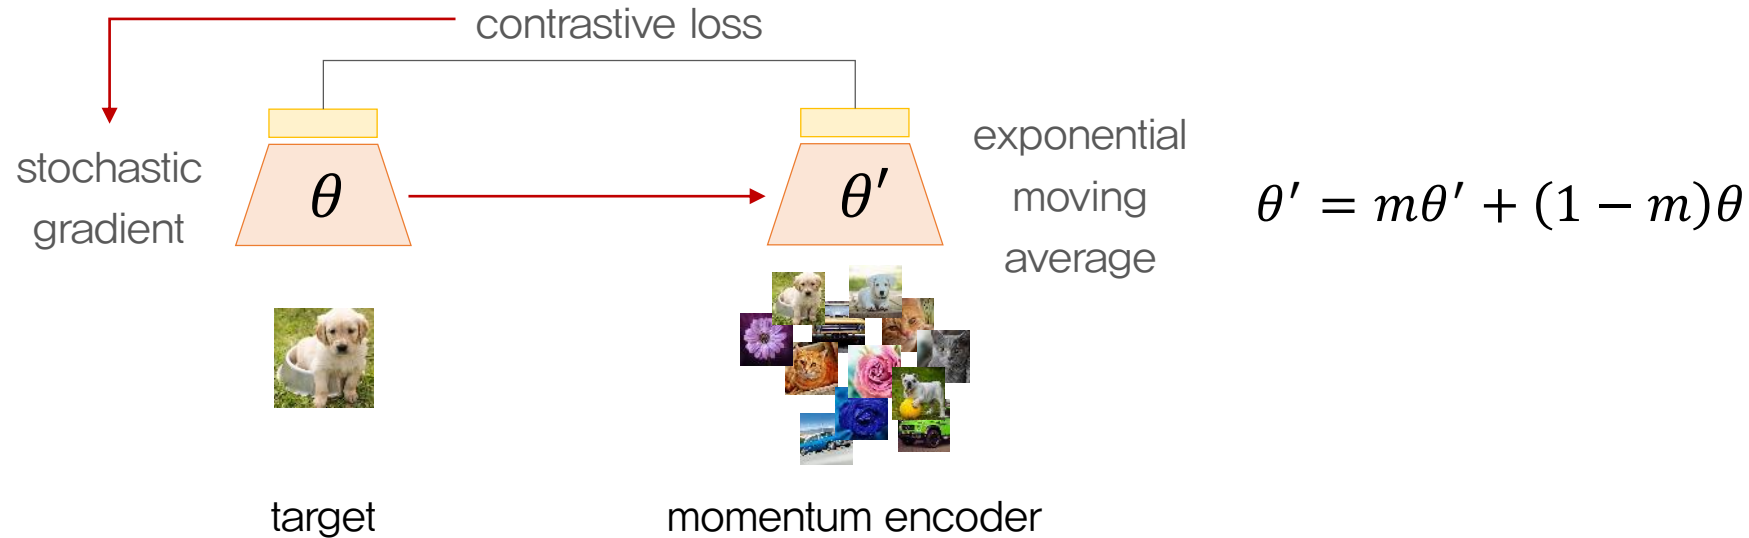 contrastive loss
stochastic
gradient
θ
θ′
exponential
moving
average
θ′ = mθ′ + (1 − m)θ
target
momentum encoder